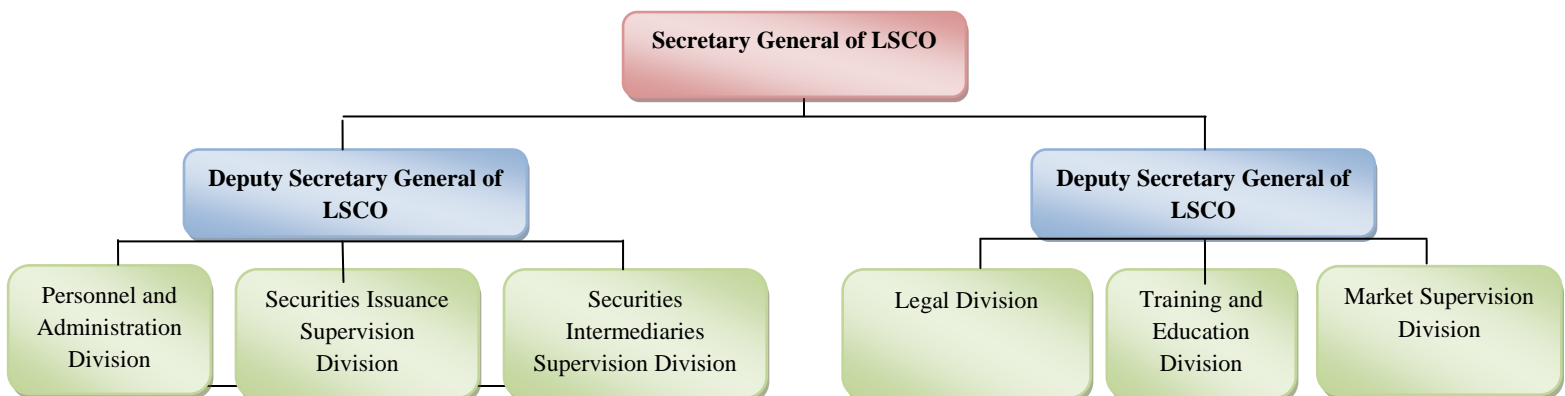 Secretary General of LSCO
Deputy Secretary General of
LSCO
Deputy Secretary General of
LSCO
Personnel and
Administration
Division
Securities Issuance
Supervision
Division
Securities
Intermediaries
Supervision Division
Legal Division
Training and
Education
Division
Market Supervision
Division